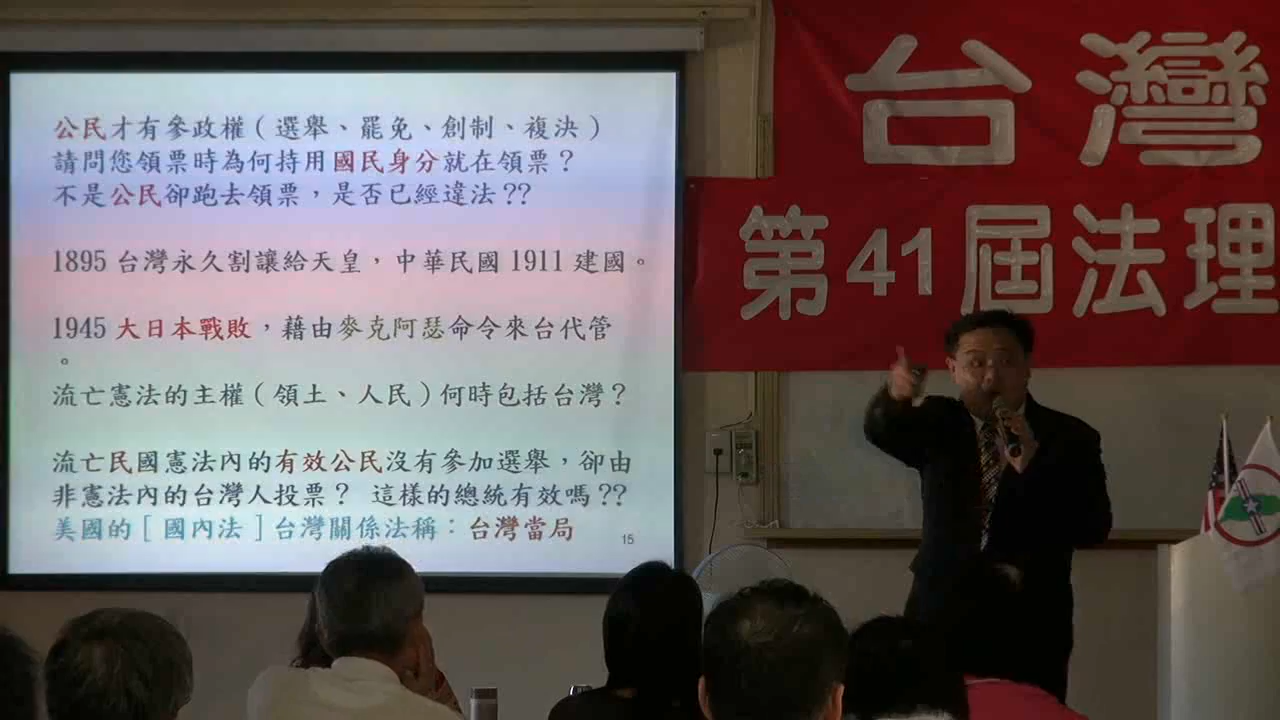 公民才有參政權(選舉、罷免、創制、複決)
請問您領票時為何持用國民身分就在領票？
不是公民卻跑去領票，是否已經違法??
1895 台灣永久割讓給天皇，中華民國 1911 建國。
1945 大日本戰敗，藉由麥克阿瑟命令來台代管
。
流亡憲法的主權(領土、人民)何時包括台灣？
流亡民國憲法內的有效公民沒有參加選舉，卻由
非憲法內的台灣人投票？ 這樣的總統有效嗎??
美國的[國內法]台灣關係法稱：台灣當局
15
台灣
第41屆法理